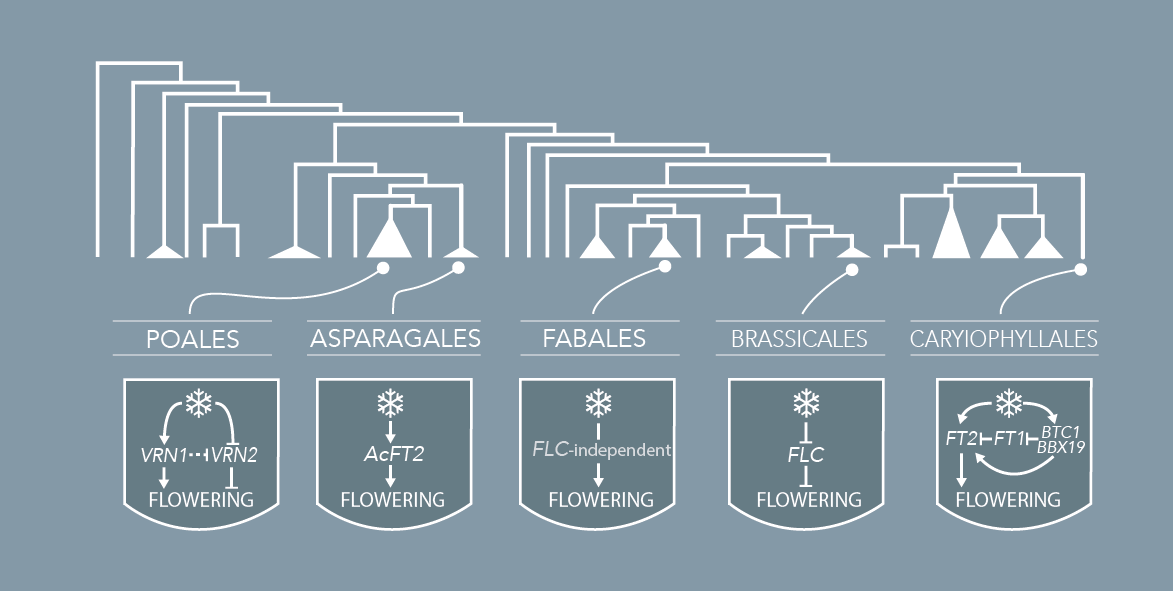 POALES
ASPARAGALES
FABALES
BRASSICALES
CARYIOPHYLLALES
VRN1 VRN2
FLOWERING
AcFT2
FLOWERING
FLC-independent
FLOWERING
FLC
FLOWERING
FT2 FT1 BTC1
BBX19
FLOWERING